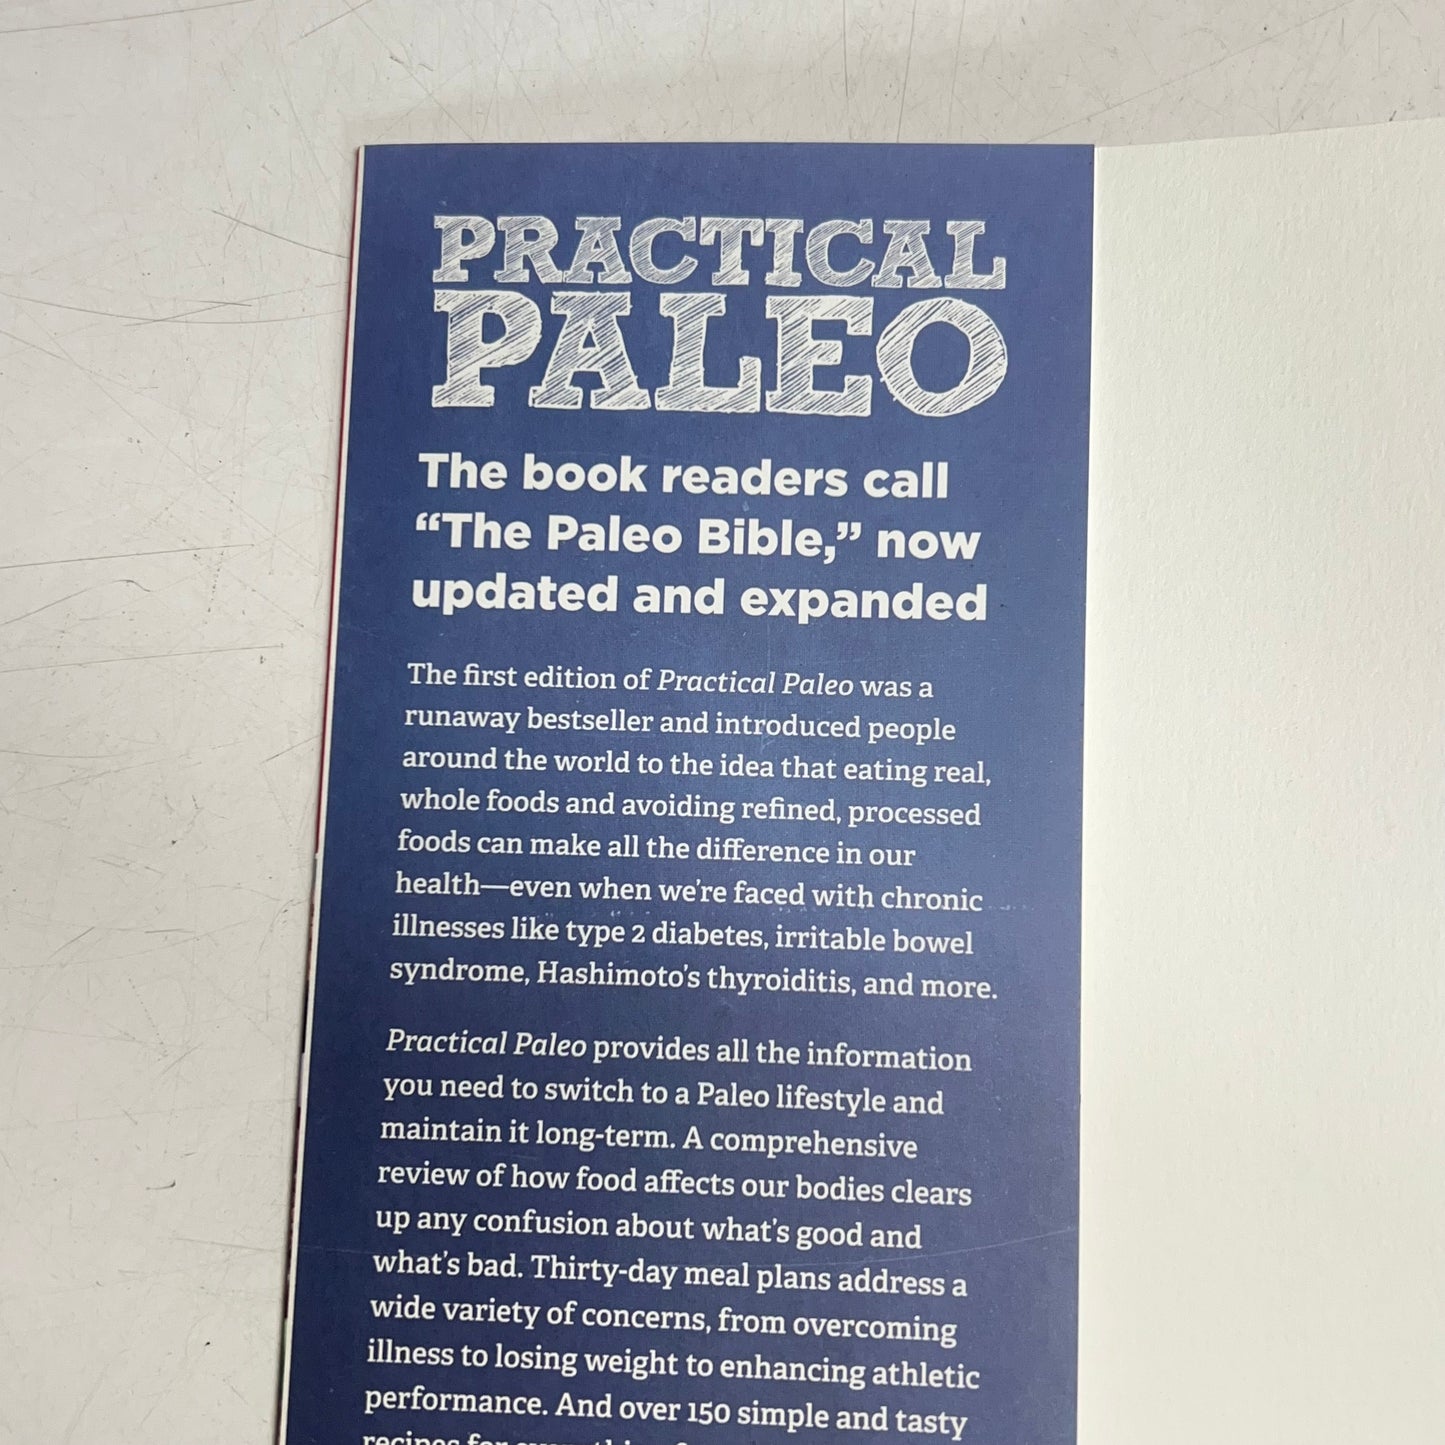 PRACTICAL
PALEO
The book readers call
“The Paleo Bible,” now
updated and expanded
The first edition of Practical Paleo was a
runaway bestseller and introduced people
around the world to the idea that eating real,
whole foods and avoiding refined, processed
foods can make all the difference in our
health—even when we’re faced with chronic
illnesses like type 2 diabetes, irritable bowel
syndrome, Hashimoto’s thyroiditis, and more.
Practical Paleo provides all the information
you need to switch to a Paleo lifestyle and
maintain it long-term. A comprehensive
review of how food affects our bodies clears
up any confusion about what’s good and
what’s bad. Thirty-day meal plans address a
wide variety of concerns, from overcoming
illness to losing weight to enhancing athletic
performance. And over 150 simple and tasty
recipes for